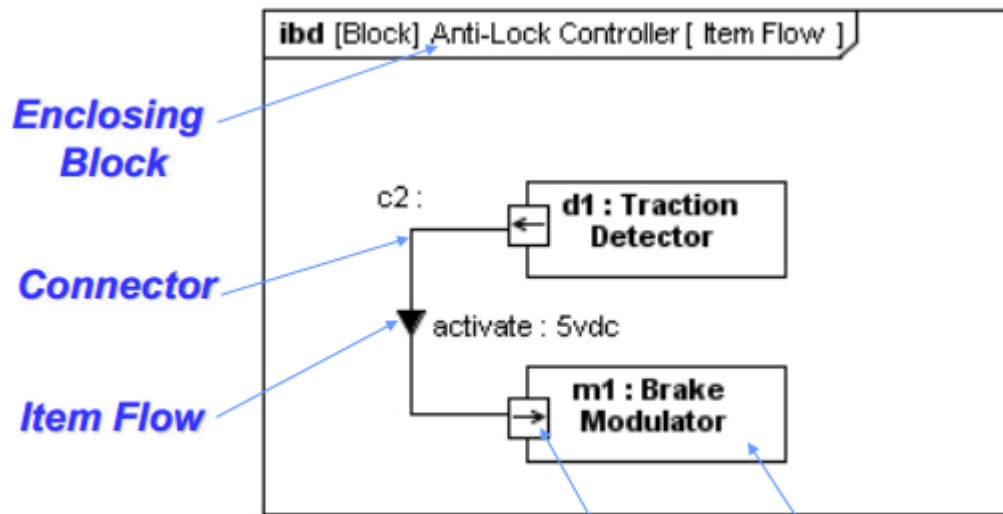 ibd [Block] Anti-Lock Controller [ Item Flow ]
Enclosing
Block
c2 :
d1 : Traction
Detector
Connector
activate : 5vdc
Item Flow
m1 : Brake
Modulator